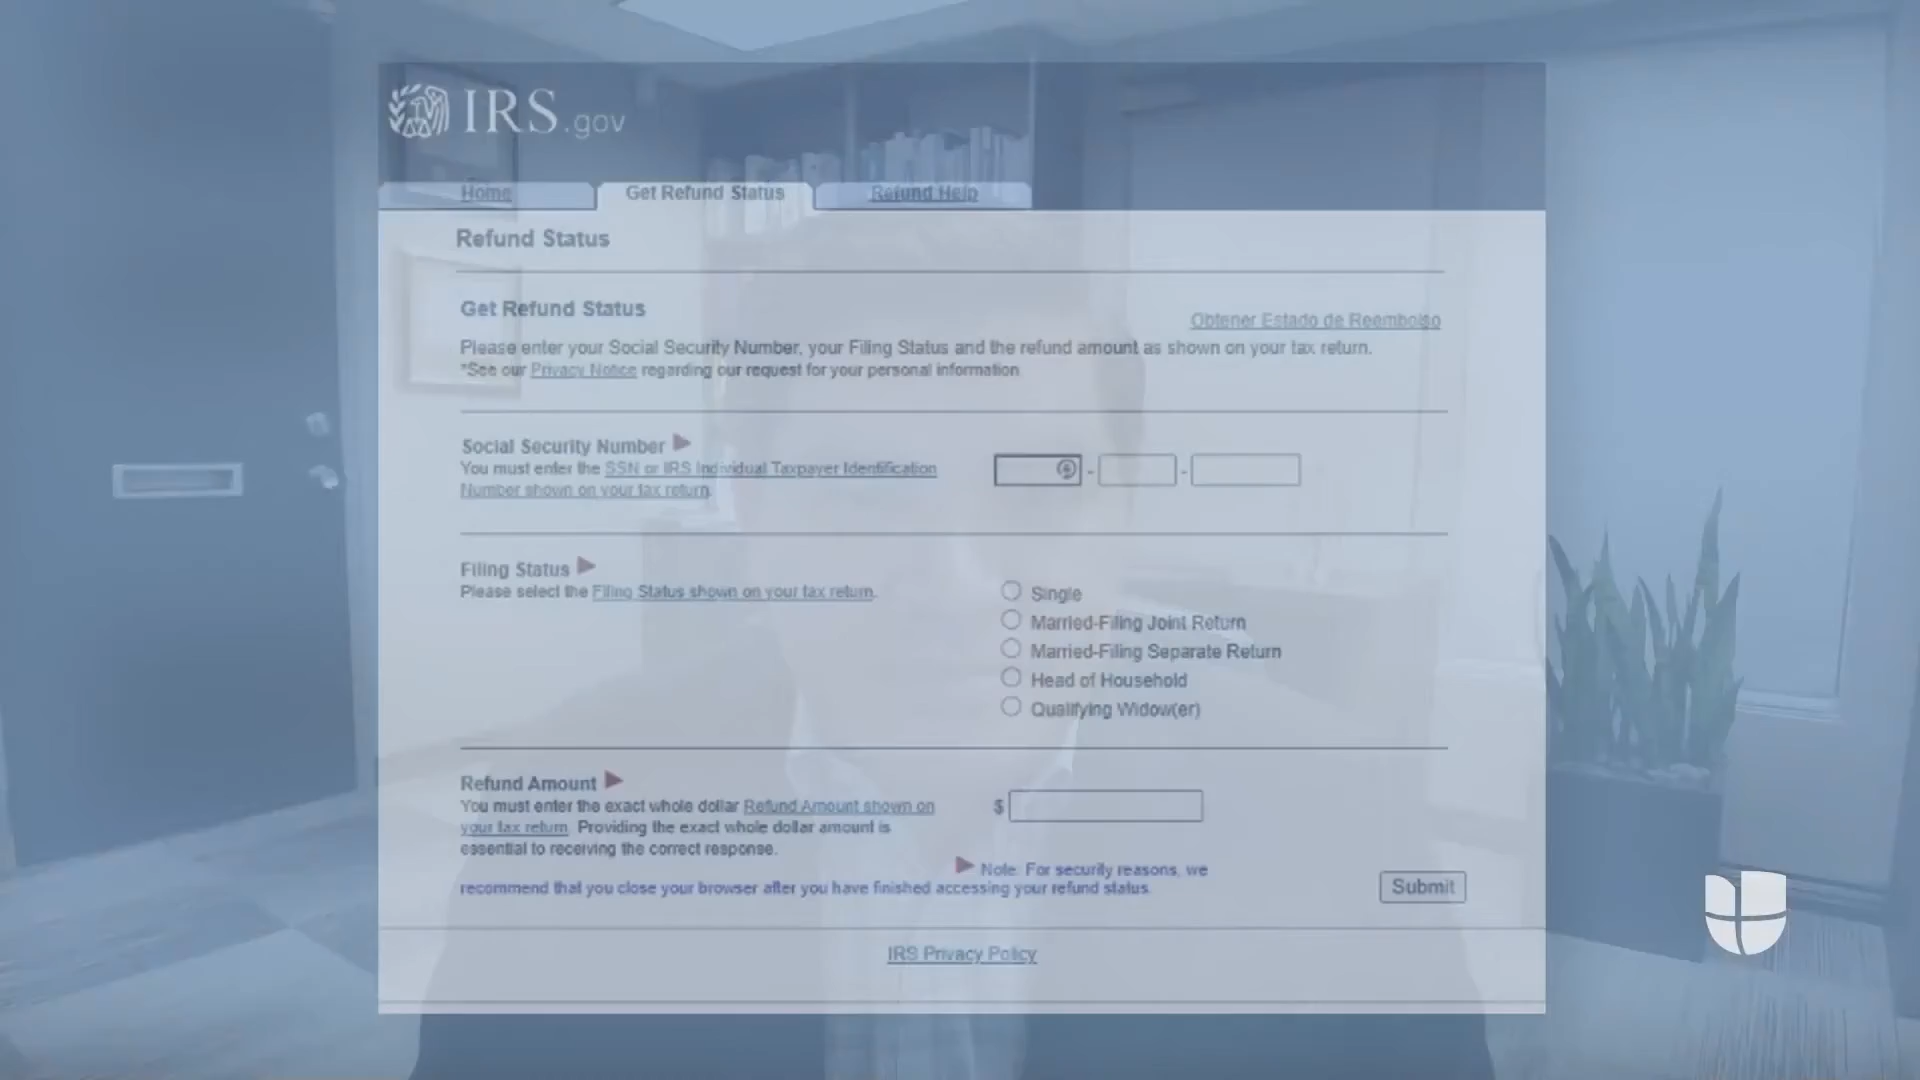 IRS.gov
Home
Get Refund Status
Refund Help
Refund Status
Get Refund Status
Obtener Estado de Reembolso
Please enter your Social Security Number, your Filing Status and the refund amount as shown on your tax return.
*See our Privacy Notice regarding our request for your personal information
Social Security Number
You must enter the SSN or IRS Individual Taxpayer Identification
Number shown on your tax return.
- -
Filing Status
Please select the Filing Status shown on your tax return.
Single
Married-Filing Joint Return
Married-Filing Separate Return
Head of Household
Qualifying Widow(er)
Refund Amount
You must enter the exact whole dollar Refund Amount shown on
your tax return. Providing the exact whole dollar amount is
essential to receiving the correct response.
$
Note: For security reasons, we
recommend that you close your browser after you have finished accessing your refund status.
Submit
IRS Privacy Policy